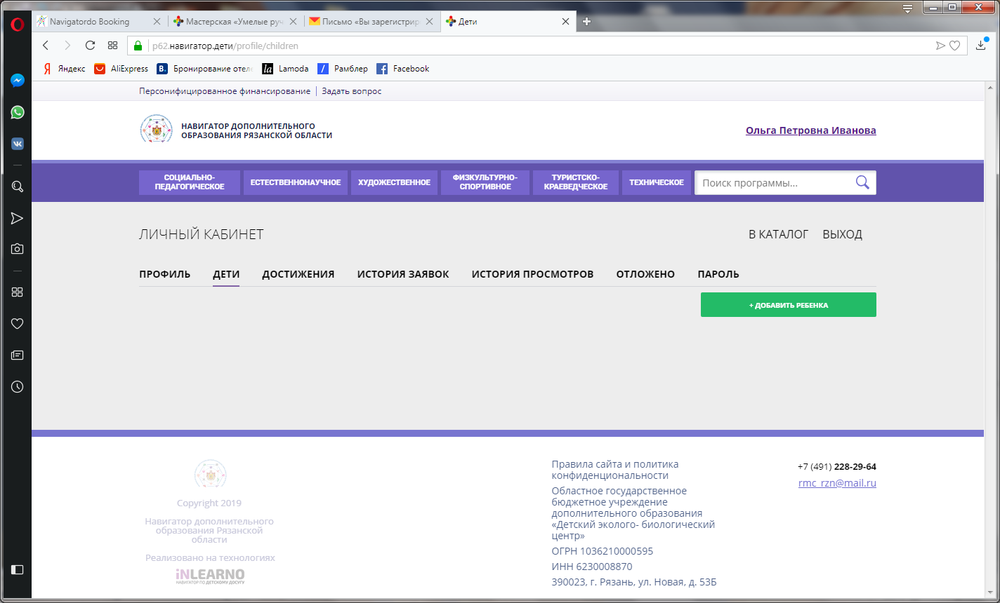 Navigatordo Booking
Мастерская «Умелые руч
Письмо «Вы зарегистрир
Дети
p62.навигатор.дети/profile/children
Яндекс
AliExpress
B.
Бронирование отеле
la
Lamoda
Рамблер
Facebook
Персонифицированное финансирование
Задать вопрос
НАВИГАТОР ДОПОЛНИТЕЛЬНОГО
ОБРАЗОВАНИЯ РЯЗАНСКОЙ ОБЛАСТИ
Ольга Петровна Иванова
СОЦИАЛЬНО-
ПЕДАГОГИЧЕСКОЕ
ЕСТЕСТВЕННОНАУЧНОЕ
ХУДОЖЕСТВЕННОЕ
ФИЗКУЛЬТУРНО-
СПОРТИВНОЕ
ТУРИСТСКО-
КРАЕВЕДЧЕСКОЕ
ТЕХНИЧЕСКОЕ
Поиск программы...
ЛИЧНЫЙ КАБИНЕТ
В КАТАЛОГ
ВЫХОД
ПРОФИЛЬ
ДЕТИ
ДОСТИЖЕНИЯ
ИСТОРИЯ ЗАЯВОК
ИСТОРИЯ ПРОСМОТРОВ
ОТЛОЖЕНО
ПАРОЛЬ
+ ДОБАВИТЬ РЕБЕНКА
Copyright 2019
Навигатор дополнительного
образования Рязанской
области
Реализовано на технологиях
iNLEARNO
НАВИГАТОР ПО ДЕТСКОМУ ДОСУГУ
Правила сайта и политика
конфиденциональности
Областное государственное
бюджетное учреждение
дополнительного образования
«Детский эколого- биологический
центр»
ОГРН 1036210000595
ИНН 6230008870
390023, г. Рязань, ул. Новая, д. 53Б
+7 (491) 228-29-64
rmc_rzn@mail.ru